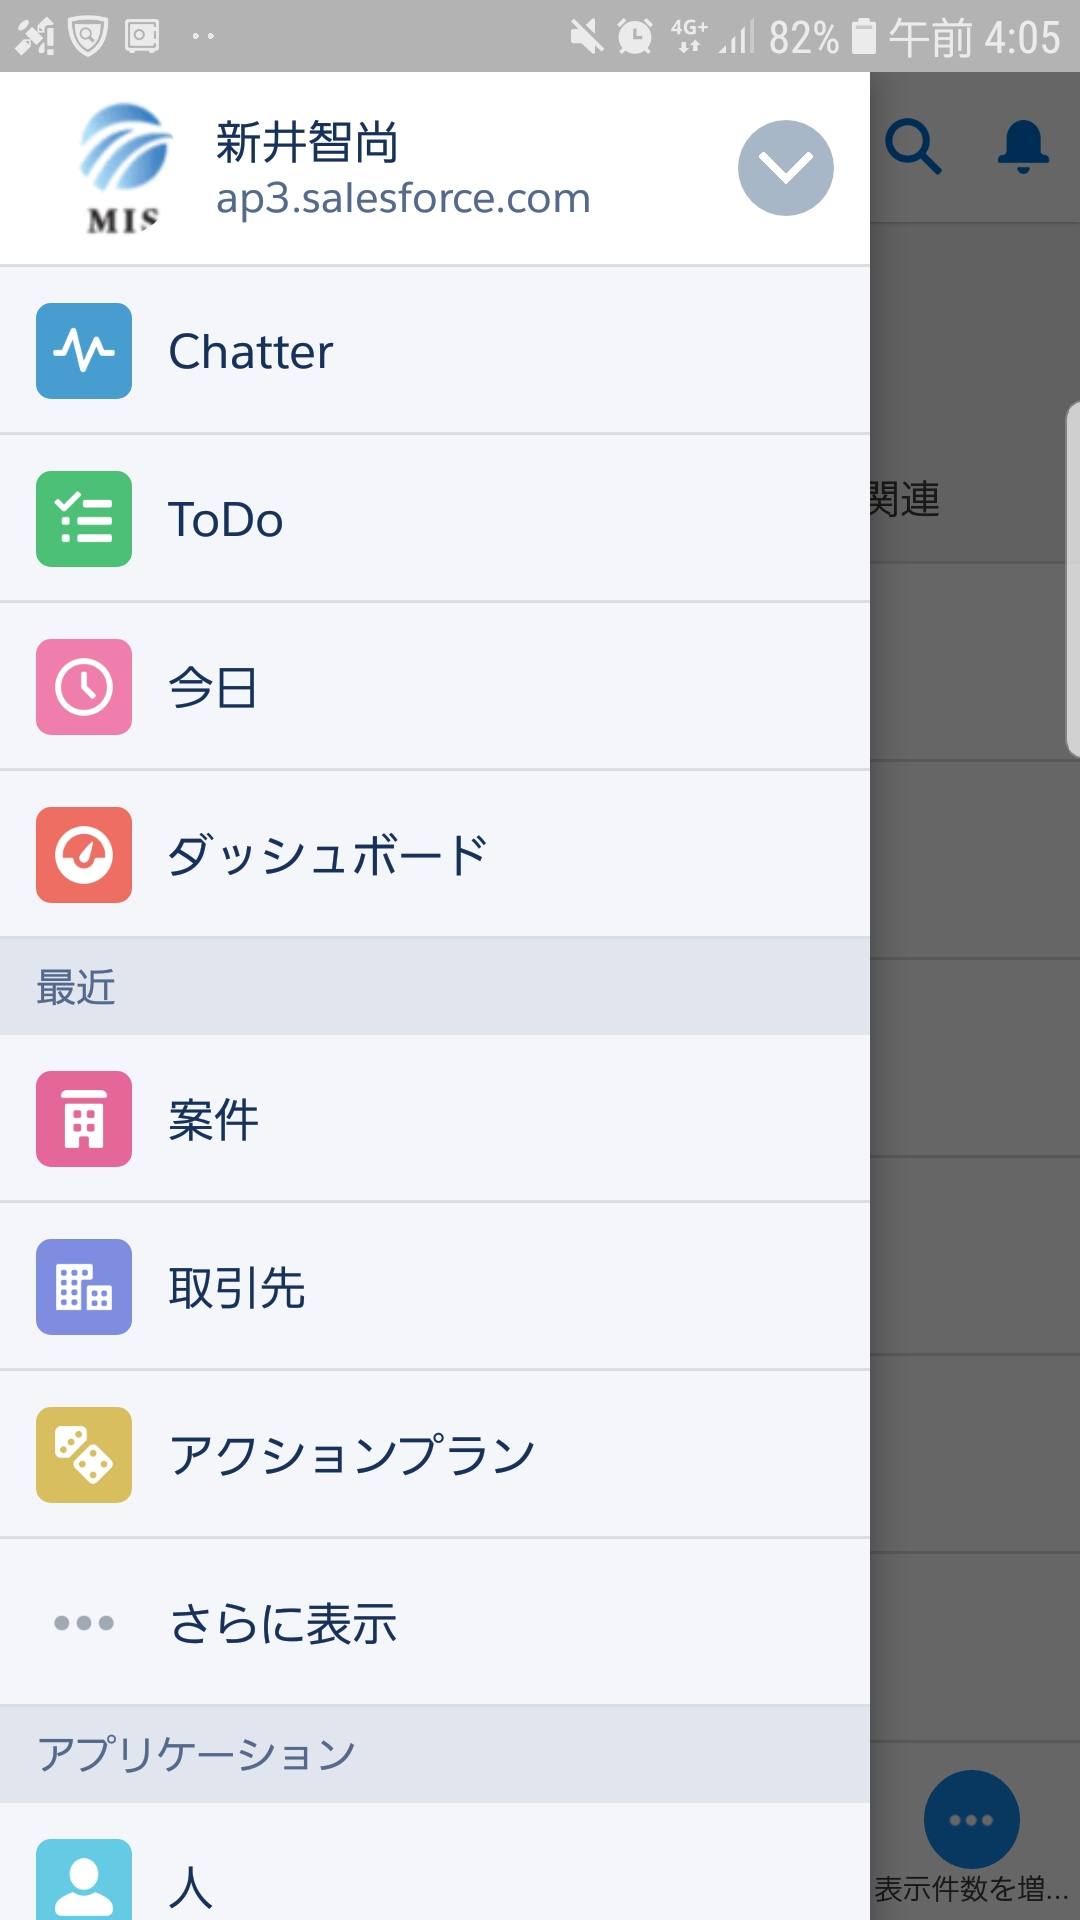 4G+ 82% 午前 4:05
MIS
新井智尚
ap3.salesforce.com
Chatter
関連
ToDo
今日
ダッシュボード
最近
案件
取引先
アクションプラン
さらに表示
アプリケーション
人
表示件数を増...